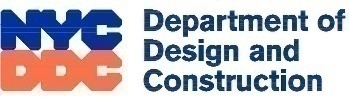 NYC
DDC
Department of
Design and
Construction